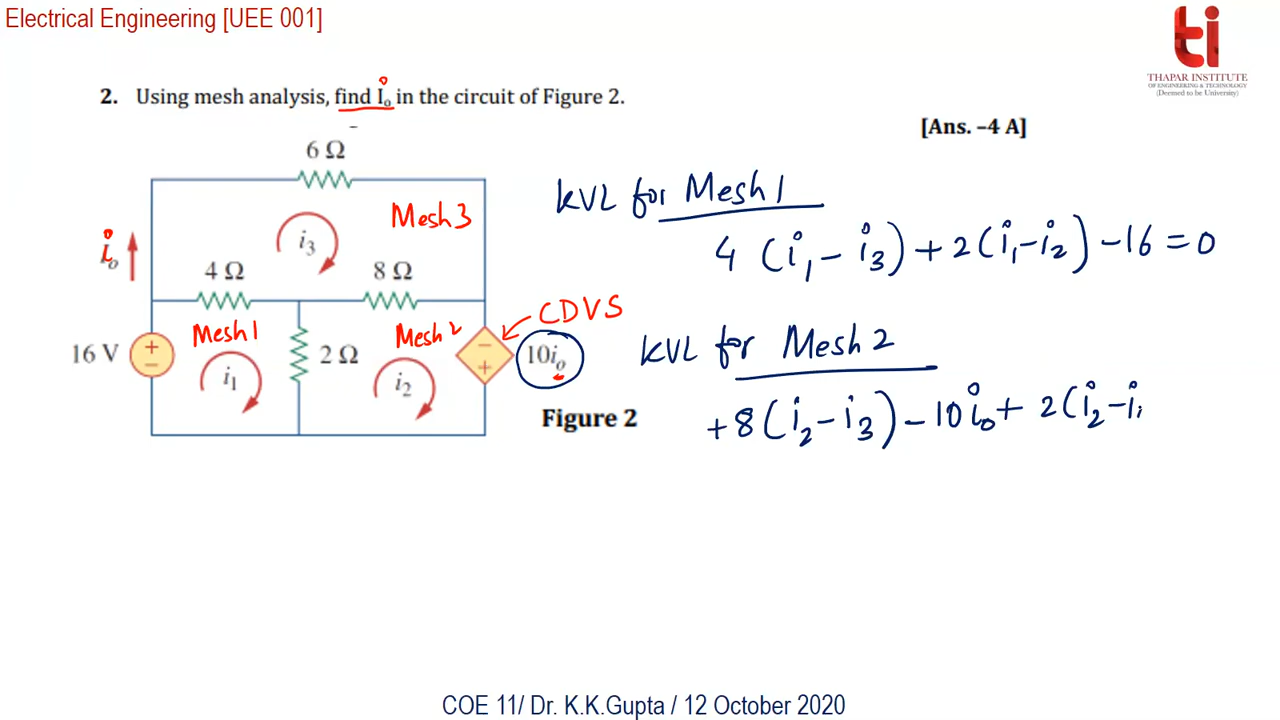 Electrical Engineering [UEE 001]
ti
THAPAR INSTITUTE
OF ENGINEERING & TECHNOLOGY
(Deemed to be University)
2. Using mesh analysis, find i₀ in the circuit of Figure 2.
[Ans. –4 A]
6 Ω
KVL for Mesh 1
Mesh 3
i₀
i₃
4 (i₁ – i₃) + 2(i₁–i₂) –16 = 0
4 Ω
8 Ω
CDVS
Mesh 1
Mesh 2
16 V
+
–
2 Ω
–
+
10i₀
KVL for Mesh 2
i₁
i₂
Figure 2
+8(i₂ – i₃) – 10i₀ + 2(i₂ –i,
COE 11/ Dr. K.K.Gupta / 12 October 2020